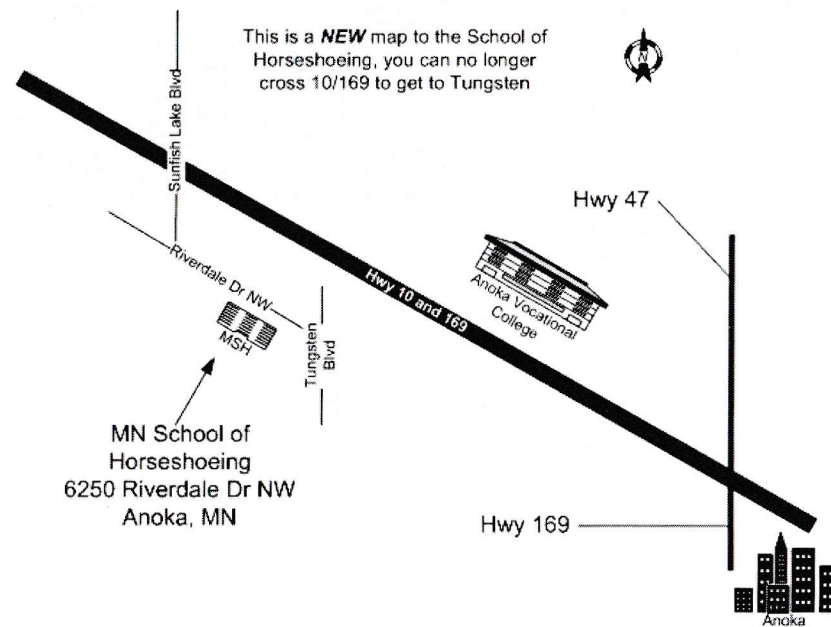 This is a NEW map to the School of
Horseshoeing, you can no longer
cross 10/169 to get to Tungsten
N
Sunfish Lake Blvd
Hwy 47
Riverdale Dr NW
Hwy 10 and 169
Anoka Vocational
College
MSH
Tungsten
Blvd
MN School of
Horseshoeing
6250 Riverdale Dr NW
Anoka, MN
Hwy 169
Anoka